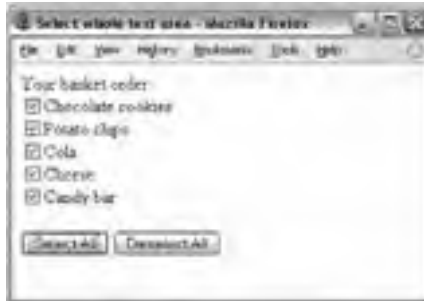 Select whole text area - Mozilla Firefox
File Edit View History Bookmarks Tools Help
Your basket order
Chocolate cookies
Potato chips
Cola
Cheese
Candy bar
Select All Deselect All